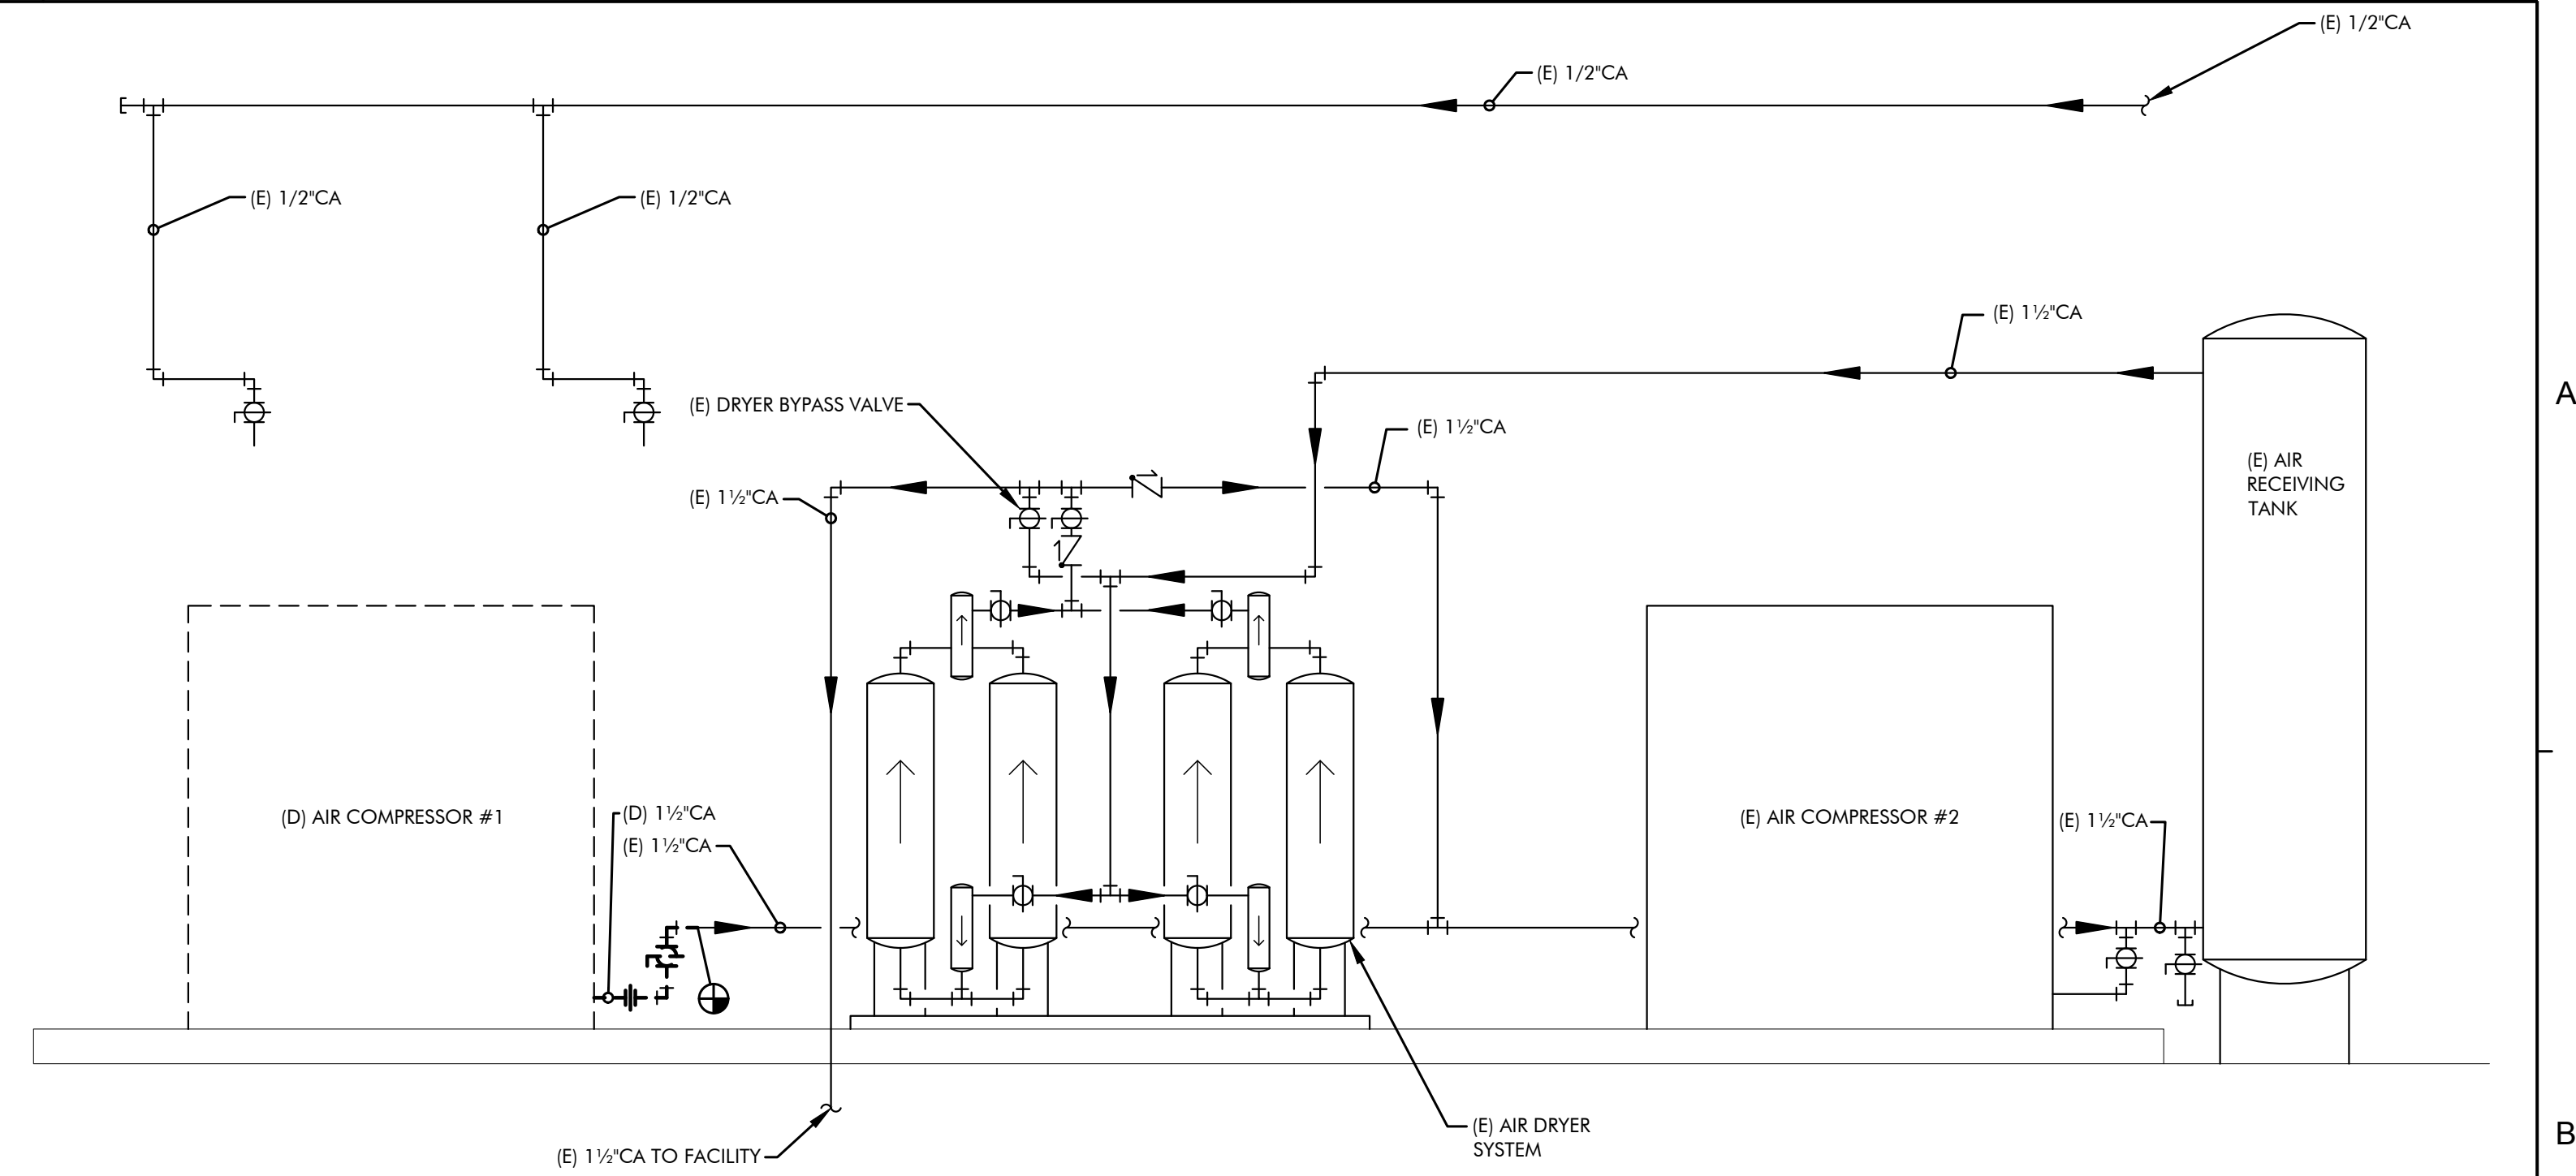 (E) 1/2"CA
(E) 1/2"CA
(E) 1/2"CA
(E) 1/2"CA
(E) 1½"CA
A
(E) DRYER BYPASS VALVE
(E) 1½"CA
(E) AIR
RECEIVING
TANK
(E) 1½"CA
(D) 1½"CA
(D) AIR COMPRESSOR #1
(E) AIR COMPRESSOR #2
(E) 1½"CA
(E) 1½"CA
(E) AIR DRYER
SYSTEM
B
(E) 1½"CA TO FACILITY